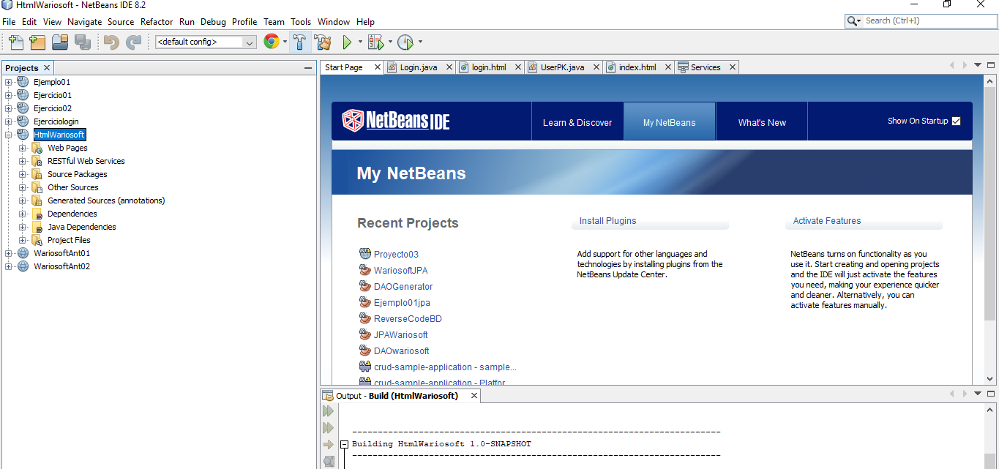 HtmlWariosoft - NetBeans IDE 8.2
File Edit View Navigate Source Refactor Run Debug Profile Team Tools Window Help
Search (Ctrl+I)
<default config>
Projects
Ejemplo01
Ejercicio01
Ejercicio02
Ejerciciologin
HtmlWariosoft
Web Pages
RESTful Web Services
Source Packages
Other Sources
Generated Sources (annotations)
Dependencies
Java Dependencies
Project Files
WariosoftAnt01
WariosoftAnt02
Start Page Login.java login.html UserPK.java index.html Services
NetBeans IDE
Learn & Discover
My NetBeans
What's New
Show On Startup
My NetBeans
Recent Projects
Proyecto03
WariosoftJPA
DAOGenerator
Ejemplo01jpa
ReverseCodeBD
JPAWariosoft
DAOwariosoft
crud-sample-application - sample...
crud-sample-application - Platfor
Install Plugins
Add support for other languages and
technologies by installing plugins from the
NetBeans Update Center.
Activate Features
NetBeans turns on functionality as you
use it. Start creating and opening projects
and the IDE will just activate the features
you need, making your experience quicker
and cleaner. Alternatively, you can
activate features manually.
Output - Build (HtmlWariosoft)
------------------------------------------------------------------------
Building HtmlWariosoft 1.0-SNAPSHOT
------------------------------------------------------------------------